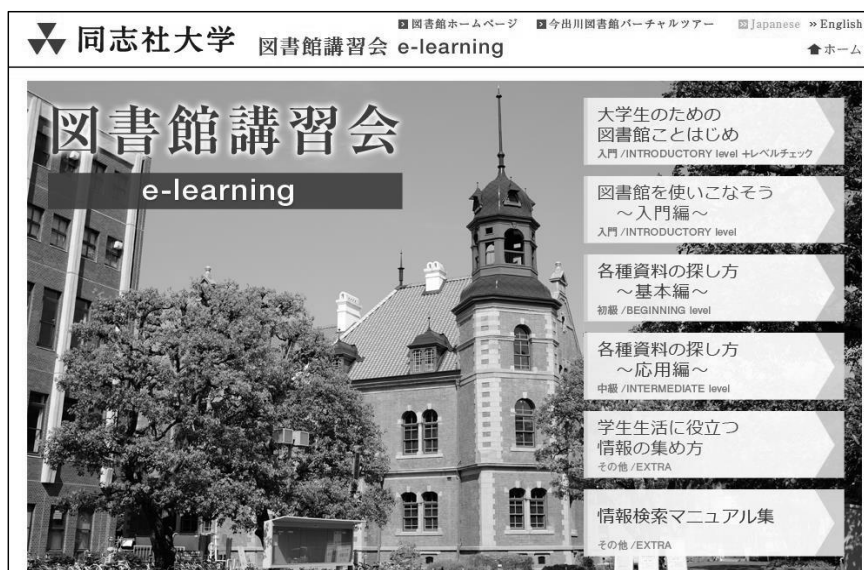 図書館ホームページ 今出川図書館バーチャルツアー Japanese » English
同志社大学 図書館講習会 e-learning
ホーム
図書館講習会
e-learning
大学生のための
図書館ことはじめ
入門 /INTRODUCTORY level +レベルチェック
図書館を使いこなそう
～入門編～
入門 /INTRODUCTORY level
各種資料の探し方
～基本編～
初級 /BEGINNING level
各種資料の探し方
～応用編～
中級 /INTERMEDIATE level
学生生活に役立つ
情報の集め方
その他 /EXTRA
情報検索マニュアル集
その他 /EXTRA